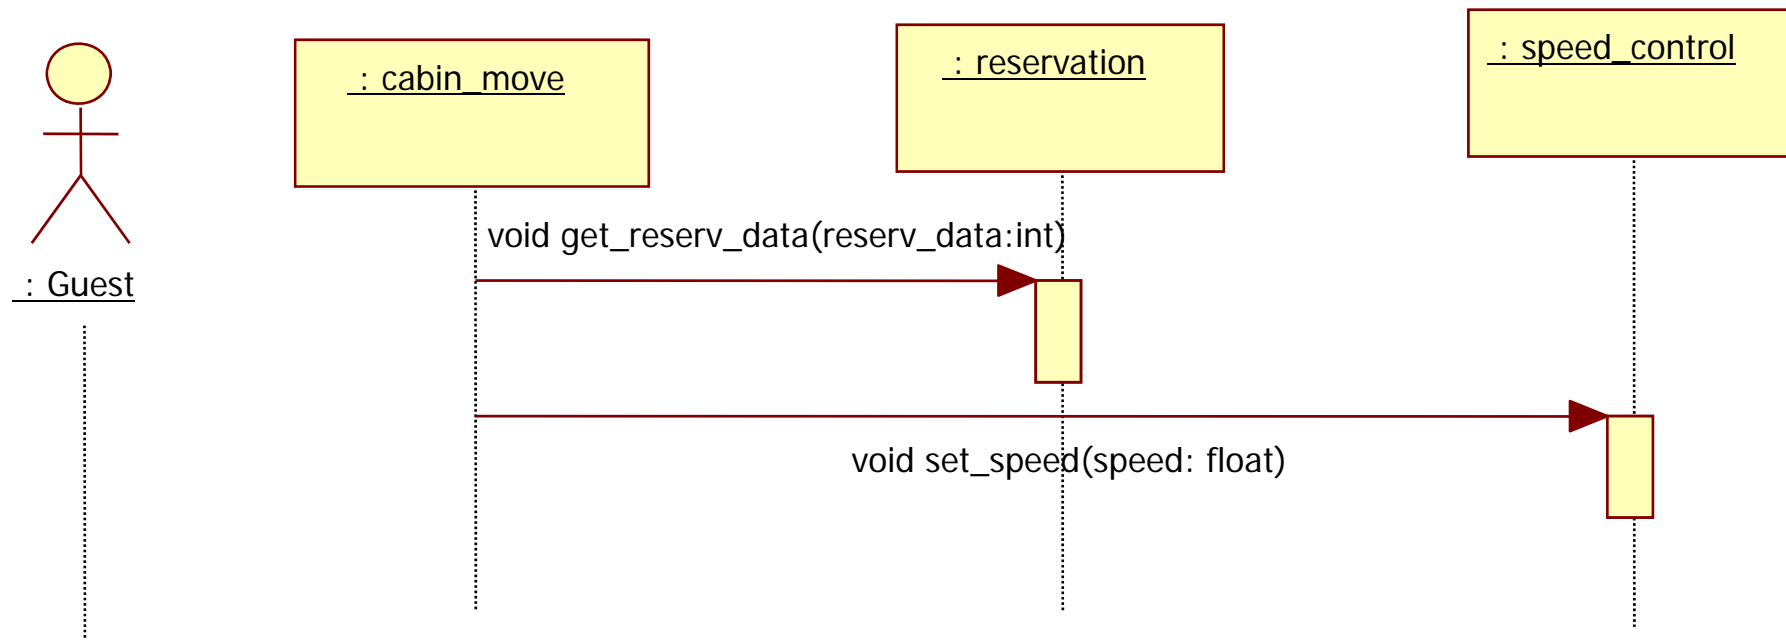 : speed_control
: reservation
: cabin_move
void get_reserv_data(reserv_data:int)
: Guest
void set_speed(speed: float)